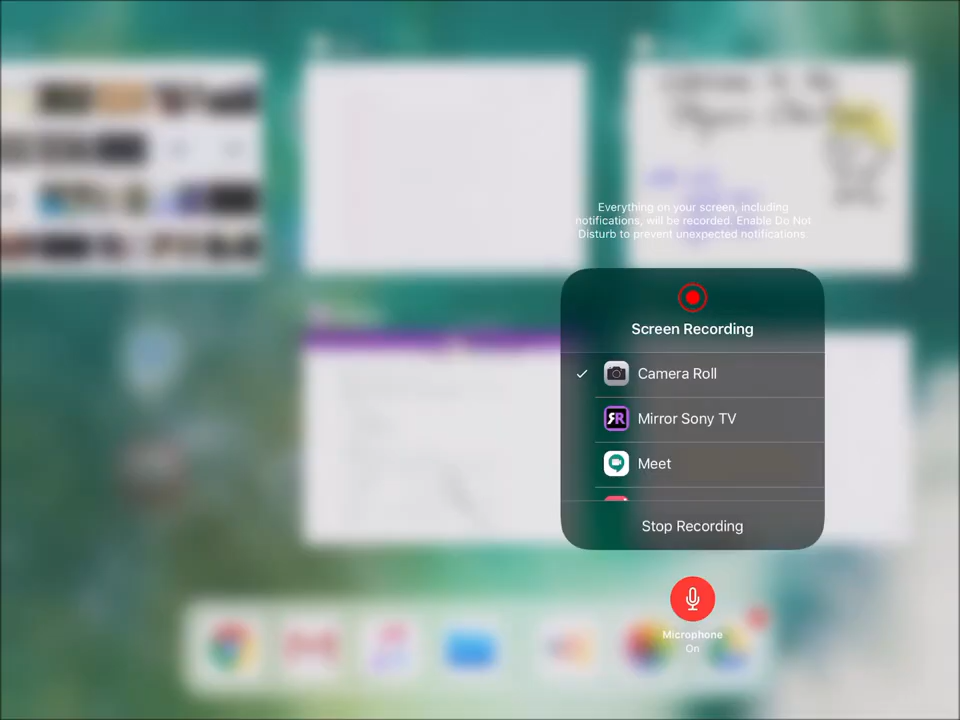 Everything on your screen, including
notifications, will be recorded. Enable Do Not
Disturb to prevent unexpected notifications.
Screen Recording
Camera Roll
Mirror Sony TV
Meet
Stop Recording
Microphone
On